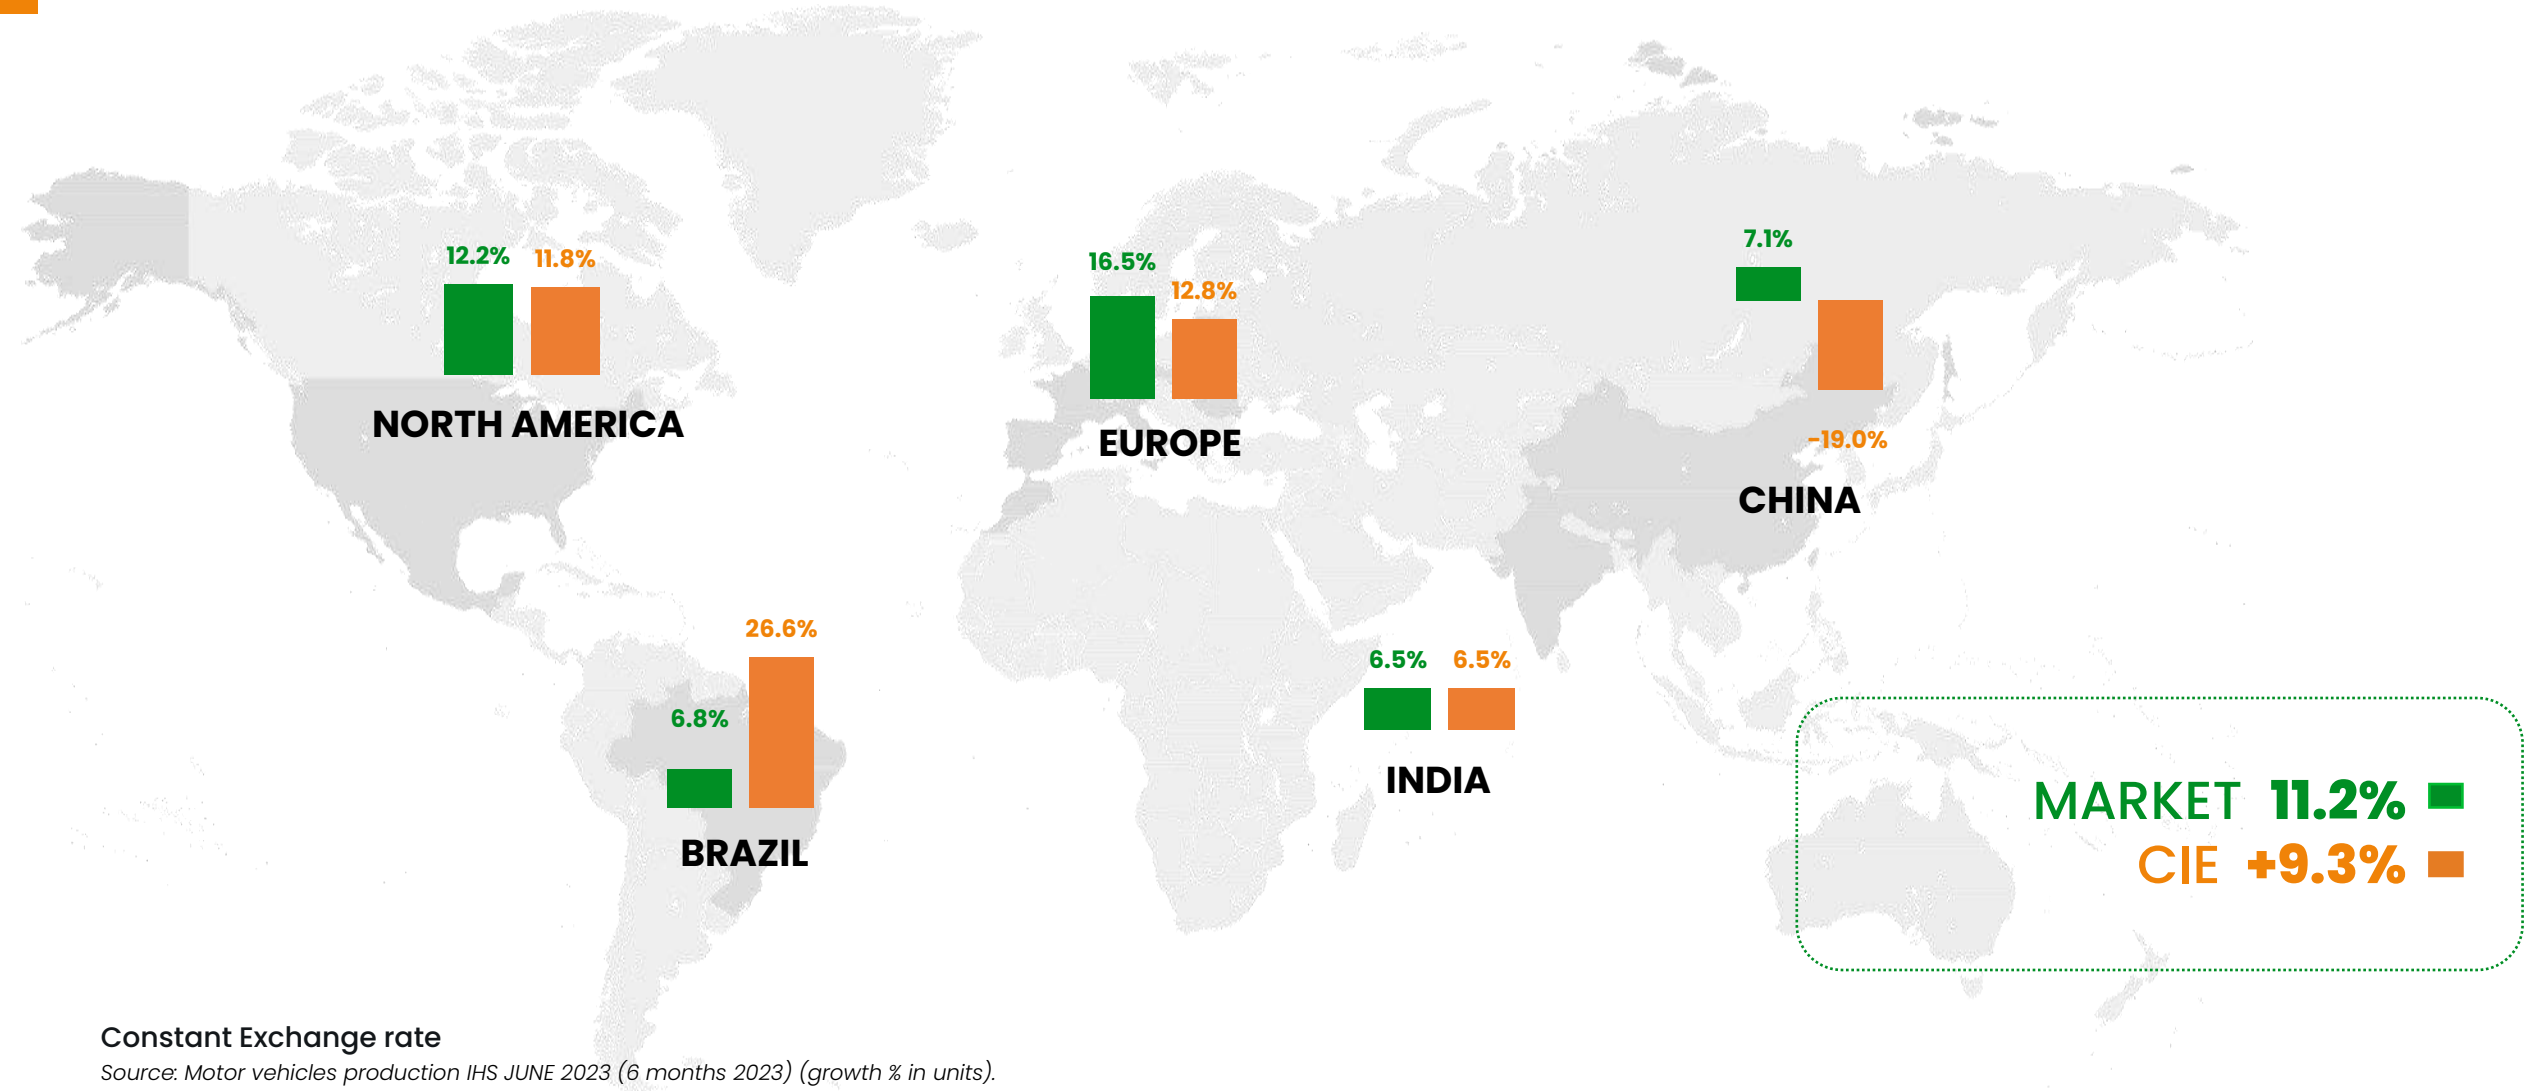 12.2% 11.8%
NORTH AMERICA
16.5%
12.8%
EUROPE
7.1%
-19.0%
CHINA
26.6%
6.8%
BRAZIL
6.5% 6.5%
INDIA
MARKET 11.2%
CIE +9.3%
Constant Exchange rate
Source: Motor vehicles production IHS JUNE 2023 (6 months 2023) (growth % in units).